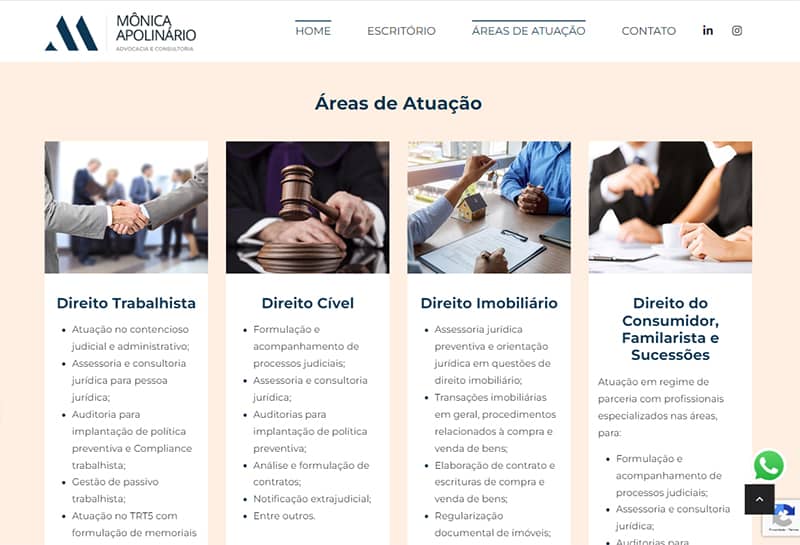 MÔNICA
APOLINÁRIO
ADVOCACIA E CONSULTORIA
HOME
ESCRITÓRIO
ÁREAS DE ATUAÇÃO
CONTATO
in
Áreas de Atuação
Direito Trabalhista
Atuação no contencioso
judicial e administrativo;
Assessoria e consultoria
jurídica para pessoa
jurídica;
Auditoria para
implantação de política
preventiva e Compliance
trabalhista;
Gestão de passivo
trabalhista;
Atuação no TRT5 com
formulação de memoriais
Direito Cível
Formulação e
acompanhamento de
processos judiciais;
Assessoria e consultoria
jurídica;
Auditorias para
implantação de política
preventiva;
Análise e formulação de
contratos;
Notificação extrajudicial;
Entre outros.
Direito Imobiliário
Assessoria jurídica
preventiva e orientação
jurídica em questões de
direito imobiliário;
Transações imobiliárias
em geral, procedimentos
relacionados à compra e
venda de bens;
Elaboração de contrato e
escrituras de compra e
venda de bens;
Regularização
documental de imóveis;
Direito do
Consumidor,
Familarista e
Sucessões
Atuação em regime de
parceria com profissionais
especializados nas áreas,
para:
Formulação e
acompanhamento de
processos judiciais;
Assessoria e consultoria
jurídica;
Auditorias para